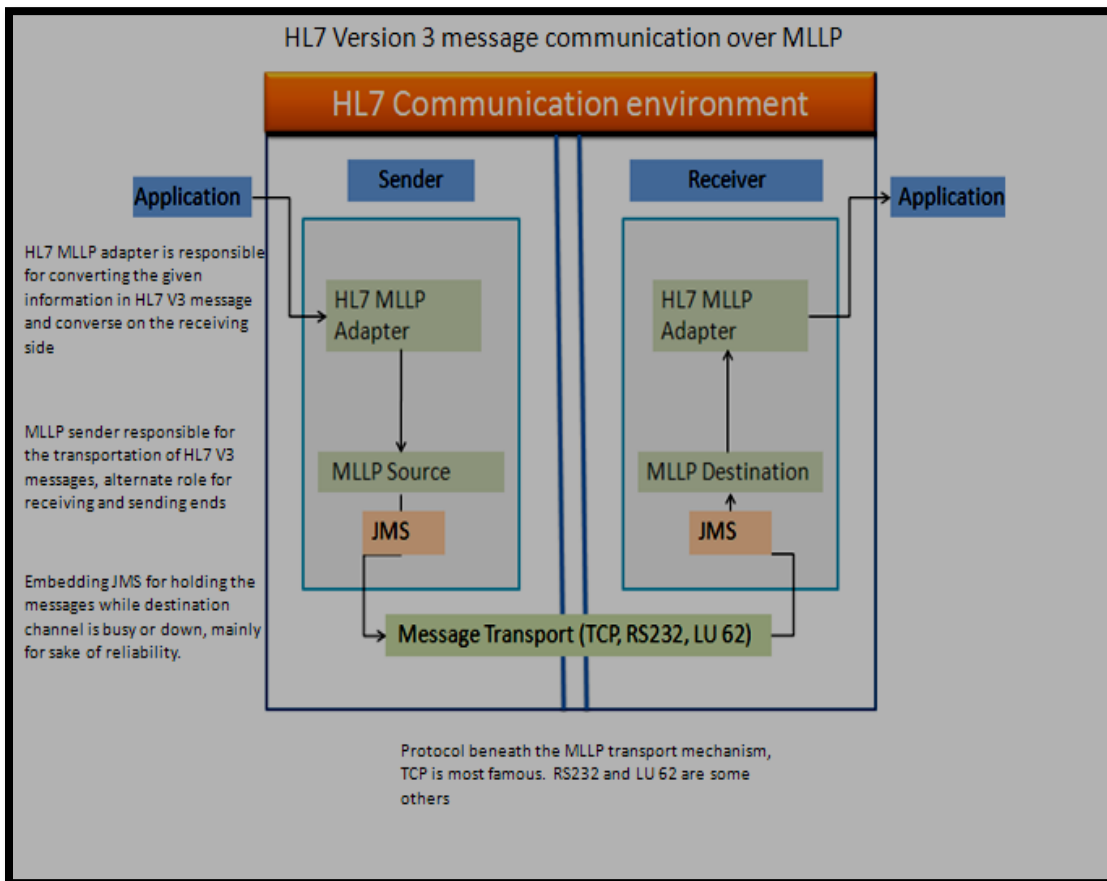 HL7 Version 3 message communication over MLLP
HL7 Communication environment
Sender
Receiver
Application
Application
HL7 MLLP adapter is responsible
for converting the given
information in HL7 V3 message
and converse on the receiving
side
HL7 MLLP
Adapter
HL7 MLLP
Adapter
MLLP sender responsible for
the transportation of HL7 V3
messages, alternate role for
receiving and sending ends
MLLP Source
MLLP Destination
JMS
JMS
Embedding JMS for holding the
messages while destination
channel is busy or down, mainly
for sake of reliability.
Message Transport (TCP, RS232, LU 62)
Protocol beneath the MLLP transport mechanism,
TCP is most famous. RS232 and LU 62 are some
others